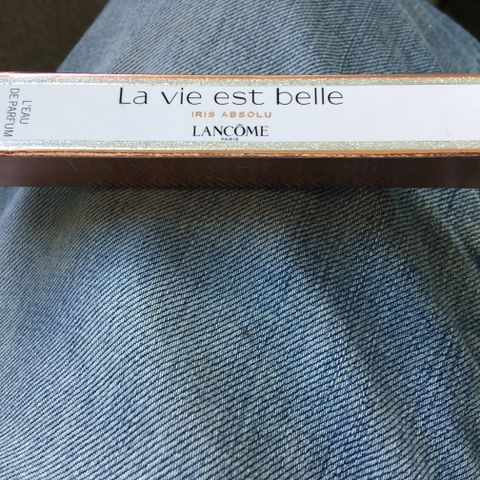 L'EAU
DE PARFUM
La vie est belle
IRIS ABSOLU
LANCÔME
PARIS